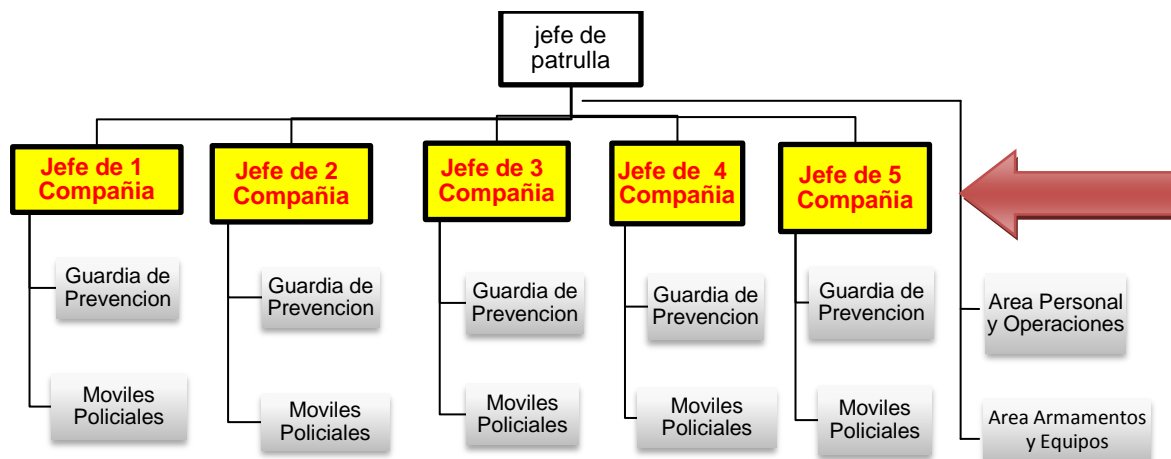 jefe de
patrulla
Jefe de 1
Compañia
Jefe de 2
Compañia
Jefe de 3
Compañia
Jefe de 4
Compañia
Jefe de 5
Compañia
Guardia de
Prevencion
Guardia de
Prevencion
Guardia de
Prevencion
Guardia de
Prevencion
Guardia de
Prevencion
Area Personal
y Operaciones
Moviles
Policiales
Moviles
Policiales
Moviles
Policiales
Moviles
Policiales
Moviles
Policiales
Area Armamentos
y Equipos